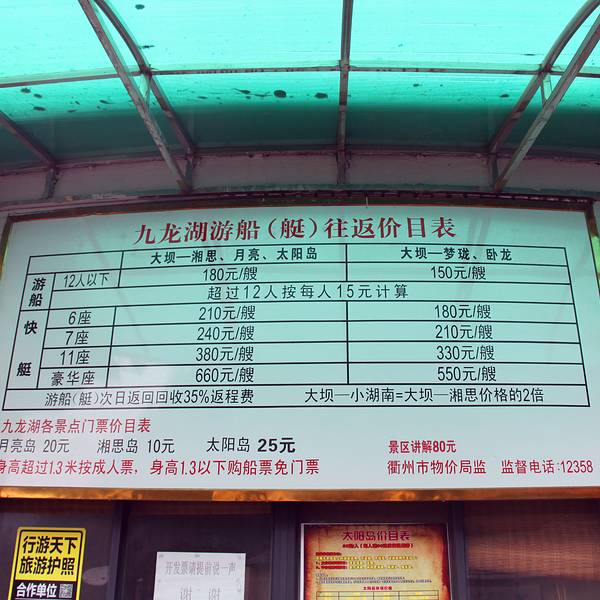 九龙湖游船（艇）往返价目表
大坝—湘思、月亮、太阳岛 大坝—梦珑、卧龙
游船 12人以下 180元/艘 150元/艘
超过12人按每人15元计算
快艇 6座 210元/艘 180元/艘
7座 240元/艘 210元/艘
11座 380元/艘 330元/艘
豪华座 660元/艘 550元/艘
游船(艇)次日返回回收35%返程费 大坝—小湖南=大坝—湘思价格的2倍
九龙湖各景点门票价目表
月亮岛 20元 湘思岛 10元 太阳岛 25元 景区讲解80元
身高超过1.3米按成人票，身高1.3以下购船票免门票 衢州市物价局监 监督电话:12358
行游天下
旅游护照
合作单位
开发票请提前说一声
谢 谢
太阳岛价目表